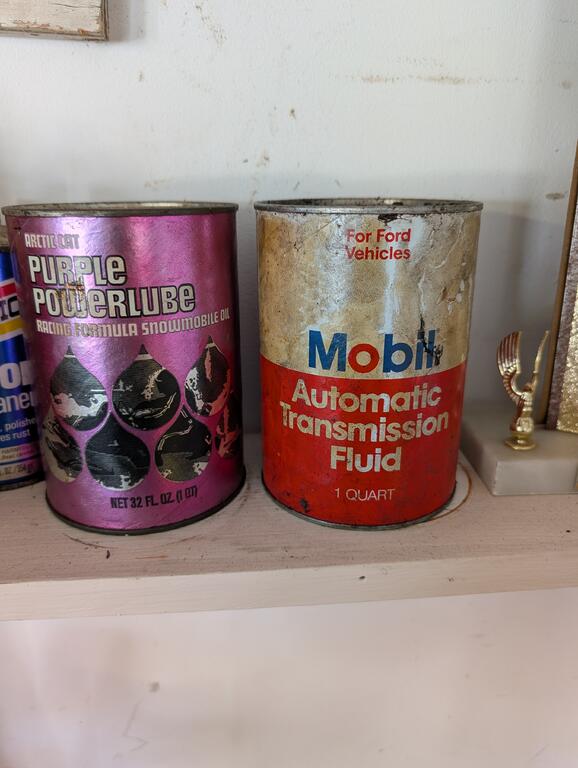 ARCTIC CAT
PURPLE
POWERLUBE
RACING FORMULA SNOWMOBILE OIL
NET 32 FL. OZ. (1 QT)
For Ford
Vehicles
Mobil
Automatic
Transmission
Fluid
1 QUART